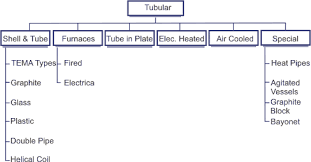 Tubular
Shell & Tube
Furnaces
Tube in Plate
Elec. Heated
Air Cooled
Special
TEMA Types
Graphite
Glass
Plastic
Double Pipe
Helical Coil
Fired
Electrica
Heat Pipes
Agitated
Vessels
Graphite
Block
Bayonet